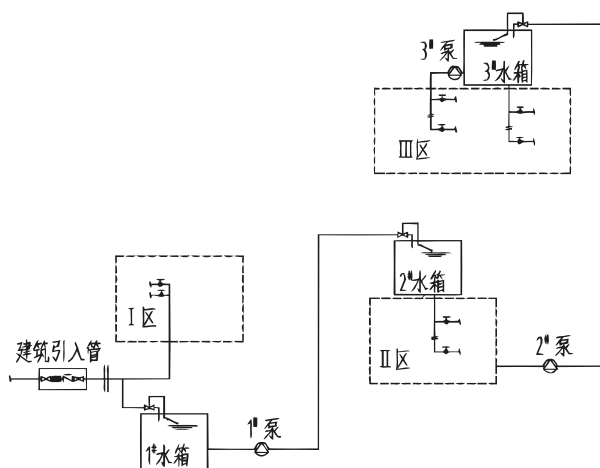 3# 泵
3#水箱
III区
I区
2#水箱
建筑引入管
II区
2# 泵
1# 泵
1#水箱